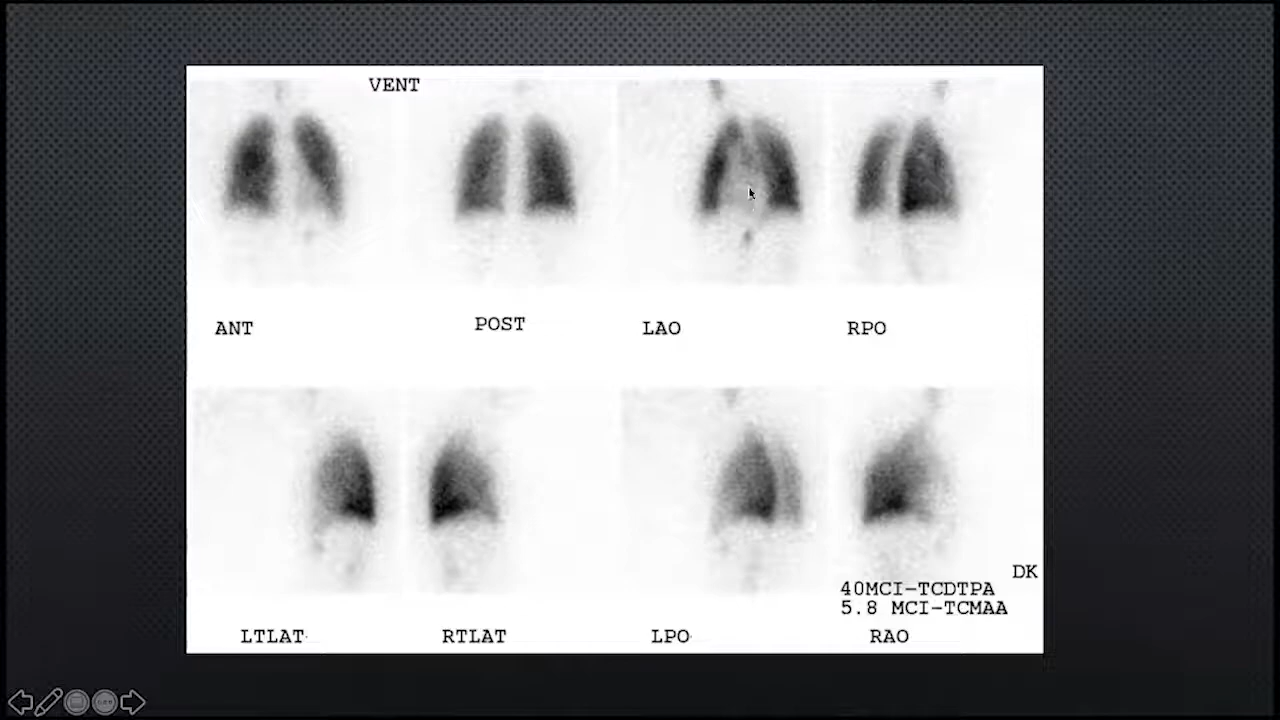 VENT
ANT
POST
LAO
RPO
DK
40MCI-TCDTPA
5.8 MCI-TCMAA
LTLAT
RTLAT
LPO
RAO